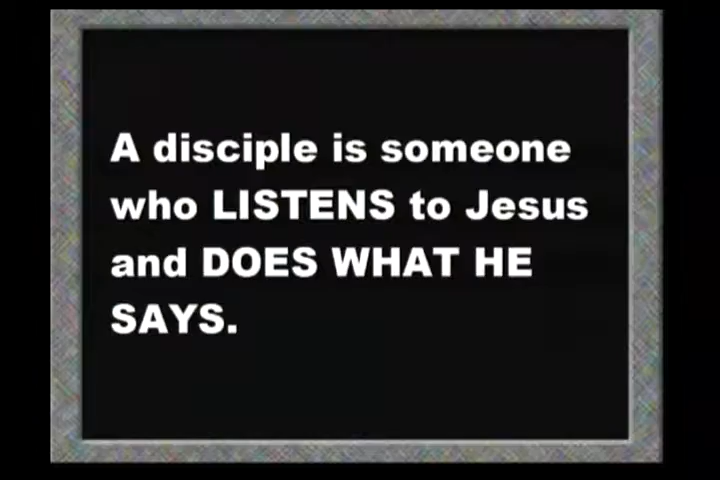 A disciple is someone
who LISTENS to Jesus
and DOES WHAT HE
SAYS.